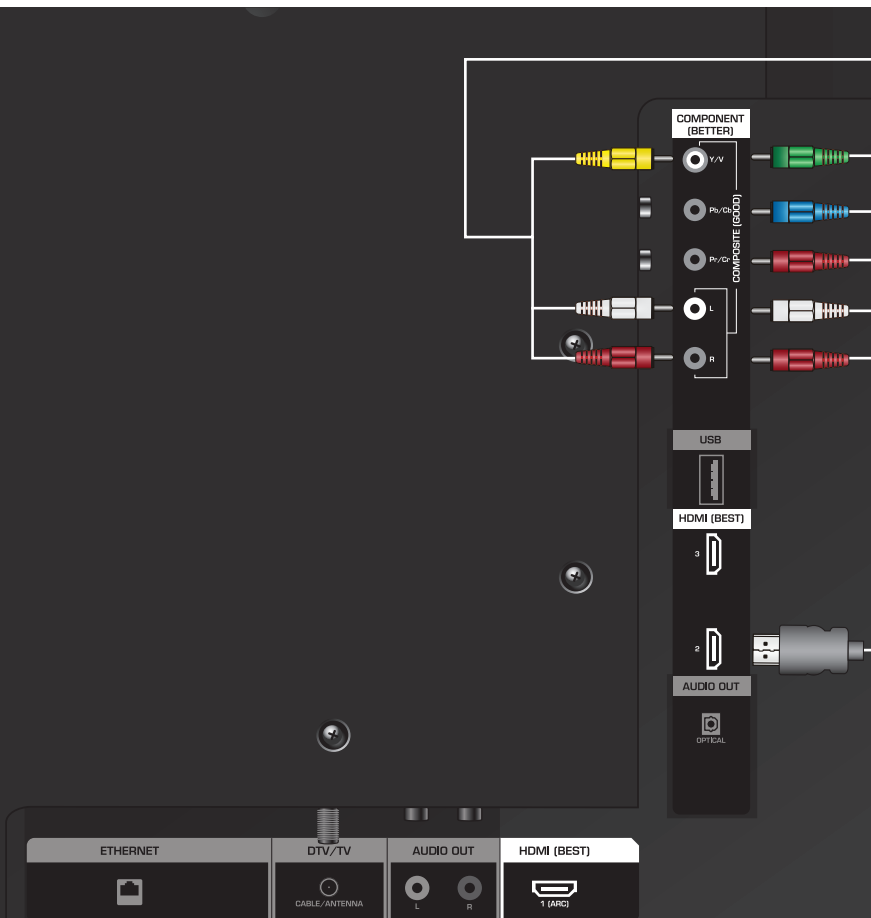 COMPONENT
(BETTER)
Y/V
Pb/Cb
Pr/Cr
COMPOSITE (GOOD)
L
R
USB
HDMI (BEST)
3
2
AUDIO OUT
OPTICAL
ETHERNET
DTV/TV
AUDIO OUT
HDMI (BEST)
CABLE/ANTENNA
L
R
1 (ARC)